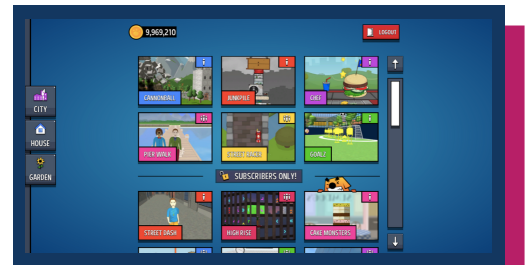 9,969,210
LOGOUT
CANNONBALL
JUNKPILE
CHEF
CITY
HOUSE
GARDEN
PIER WALK
GOALZ
SUBSCRIBERS ONLY!
STREET DASH
HIGH RISE
CAKE MONSTERS